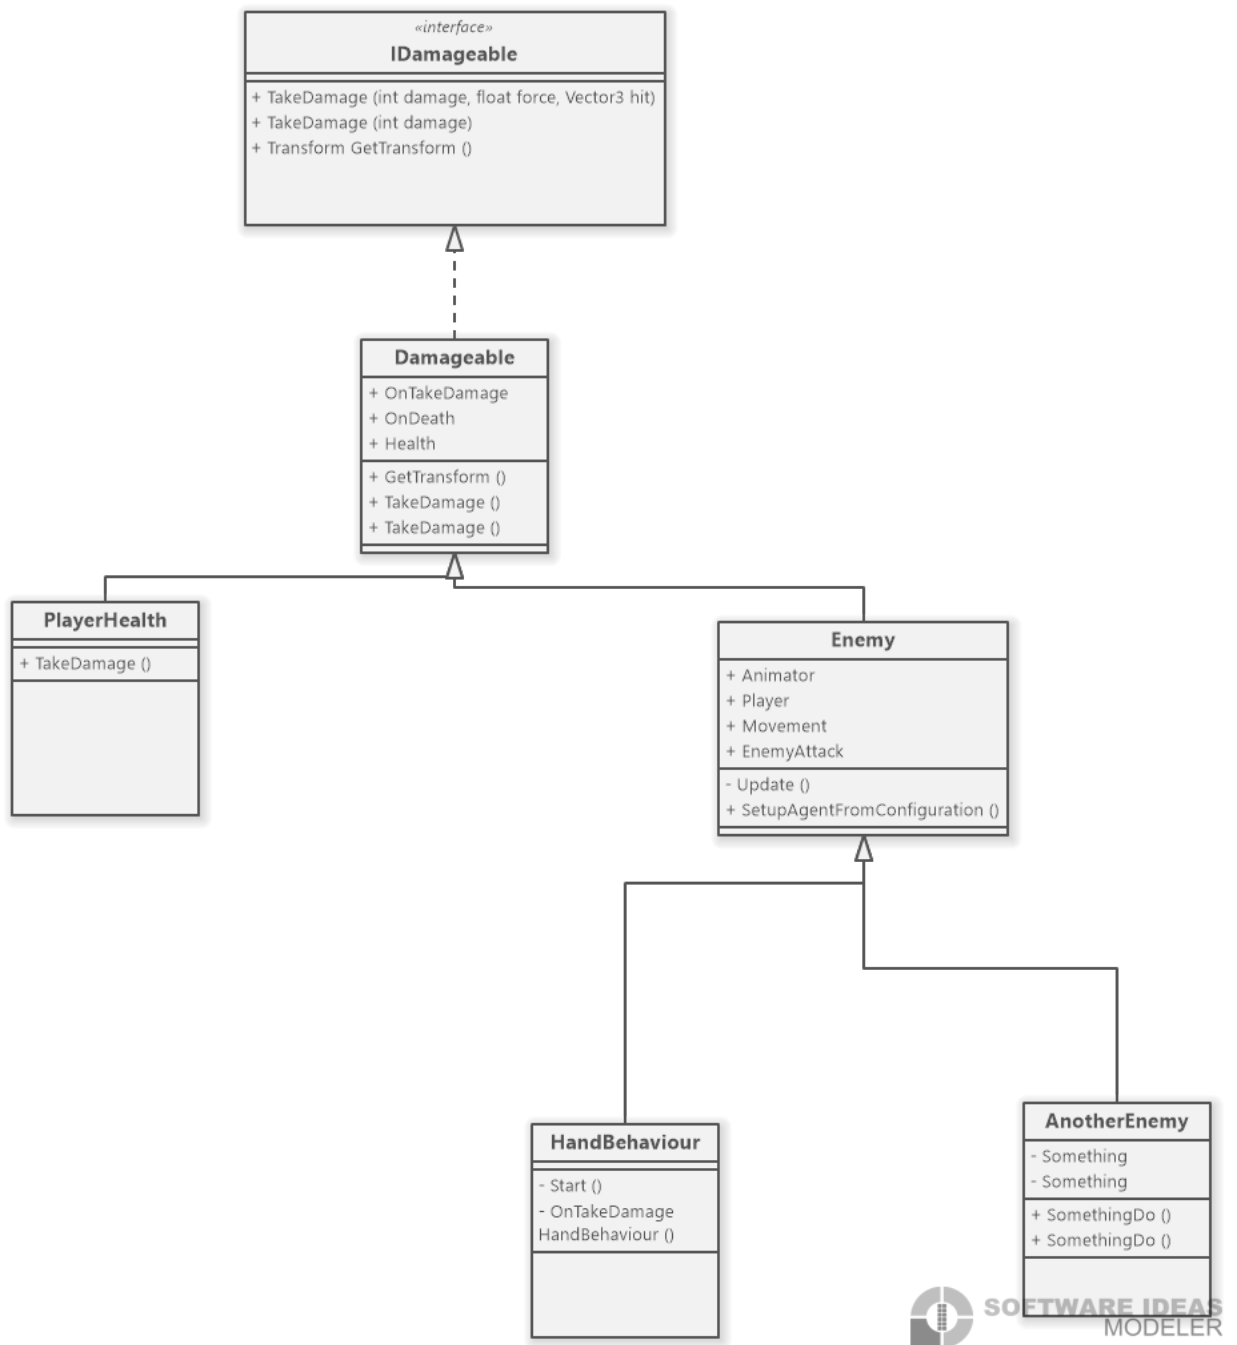 «interface»
IDamageable
+ TakeDamage (int damage, float force, Vector3 hit)
+ TakeDamage (int damage)
+ Transform GetTransform ()
Damageable
+ OnTakeDamage
+ OnDeath
+ Health
+ GetTransform ()
+ TakeDamage ()
+ TakeDamage ()
PlayerHealth
+ TakeDamage ()
Enemy
+ Animator
+ Player
+ Movement
+ EnemyAttack
- Update ()
+ SetupAgentFromConfiguration ()
HandBehaviour
- Start ()
- OnTakeDamage
HandBehaviour ()
AnotherEnemy
- Something
- Something
+ SomethingDo ()
+ SomethingDo ()
SOFTWARE IDEAS
MODELER